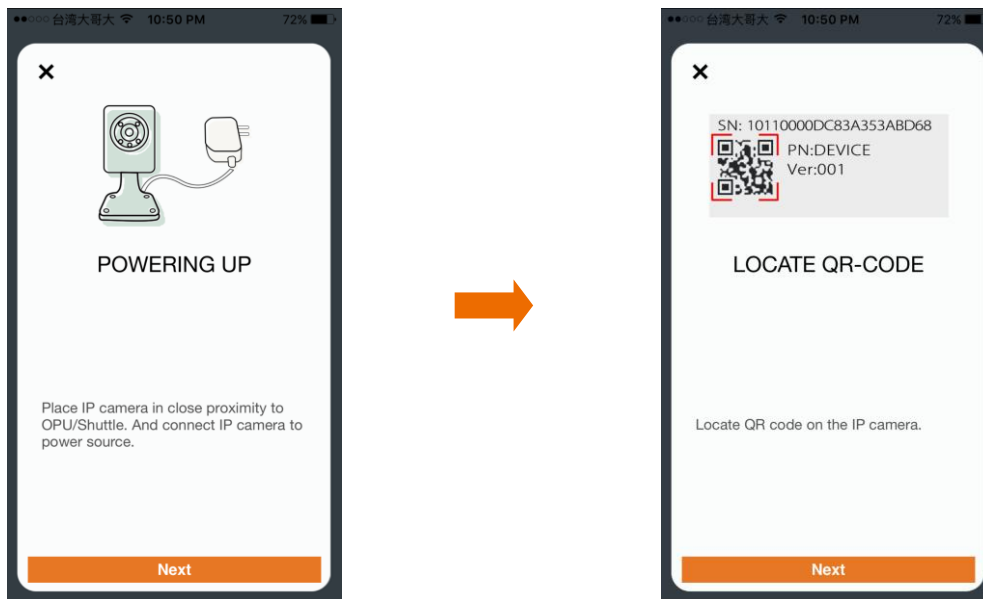 台湾大哥大 10:50 PM 72%
POWERING UP
Place IP camera in close proximity to
OPU/Shuttle. And connect IP camera to
power source.
Next
台湾大哥大 10:50 PM 72%
SN: 10110000DC83A353ABD68
PN:DEVICE
Ver:001
LOCATE QR-CODE
Locate QR code on the IP camera.
Next